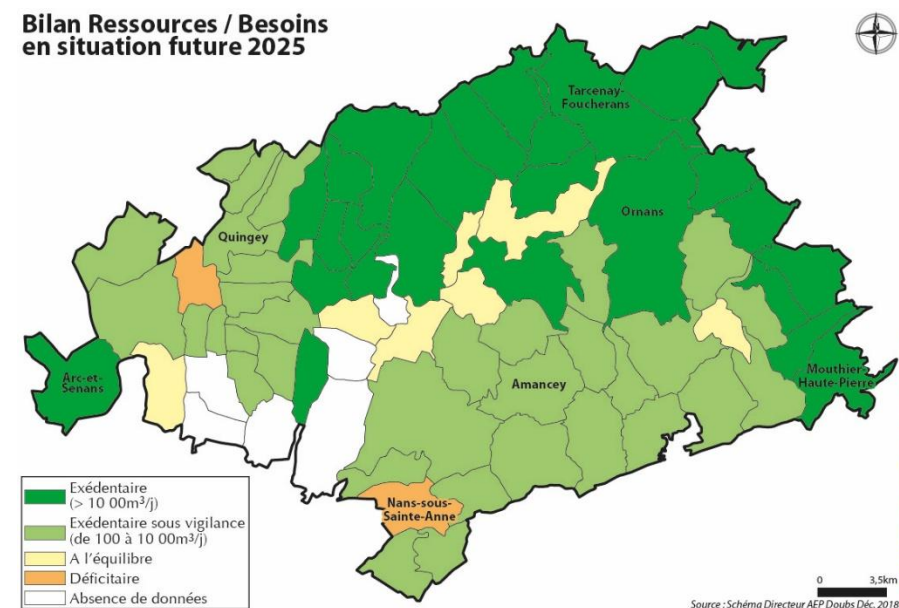 Bilan Ressources / Besoins
en situation future 2025
N
Tarcenay-
Foucherans
Ornans
Quingey
Arc-et-
Senans
Amancey
Mouthier-
Haute-Pierre
Nans-sous-
Sainte-Anne
Exédentaire
(> 10 00m³/j)
Exédentaire sous vigilance
(de 100 à 10 00m³/j)
A l'équilibre
Déficitaire
Absence de données
0 3,5km
Source : Schéma Directeur AEP Doubs Déc. 2018